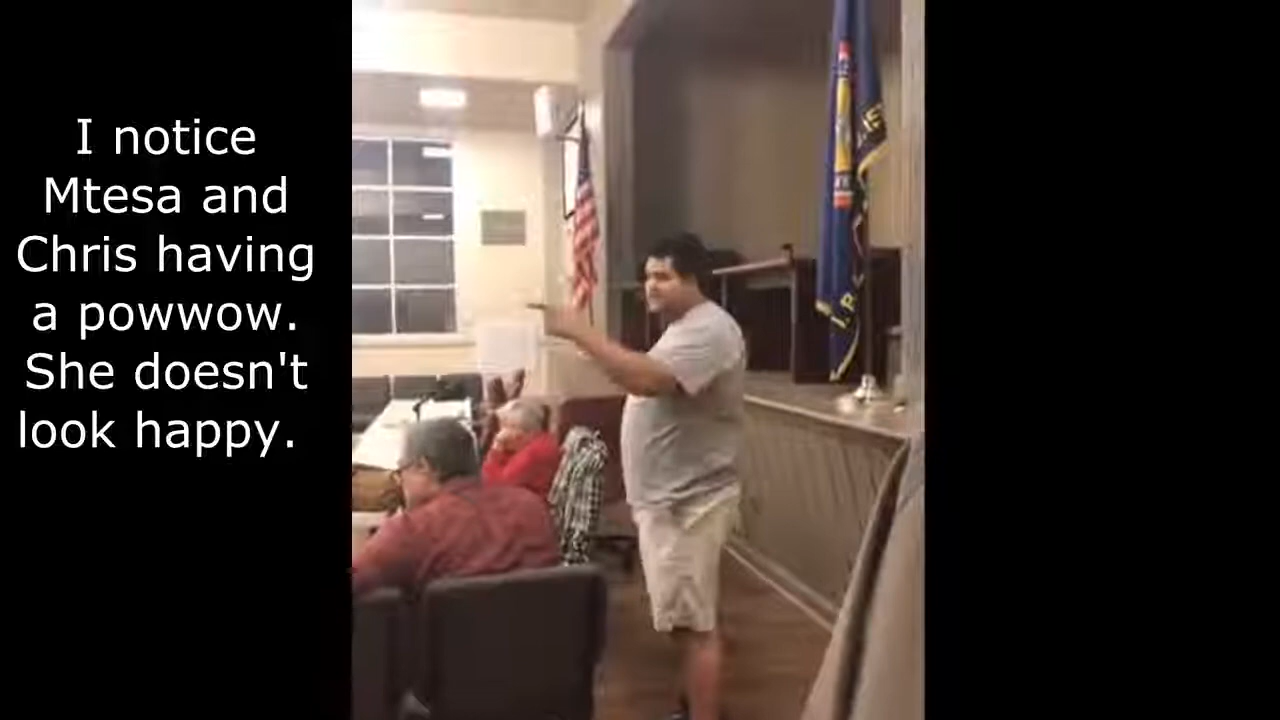 I notice
Mtesa and
Chris having
a powwow.
She doesn't
look happy.